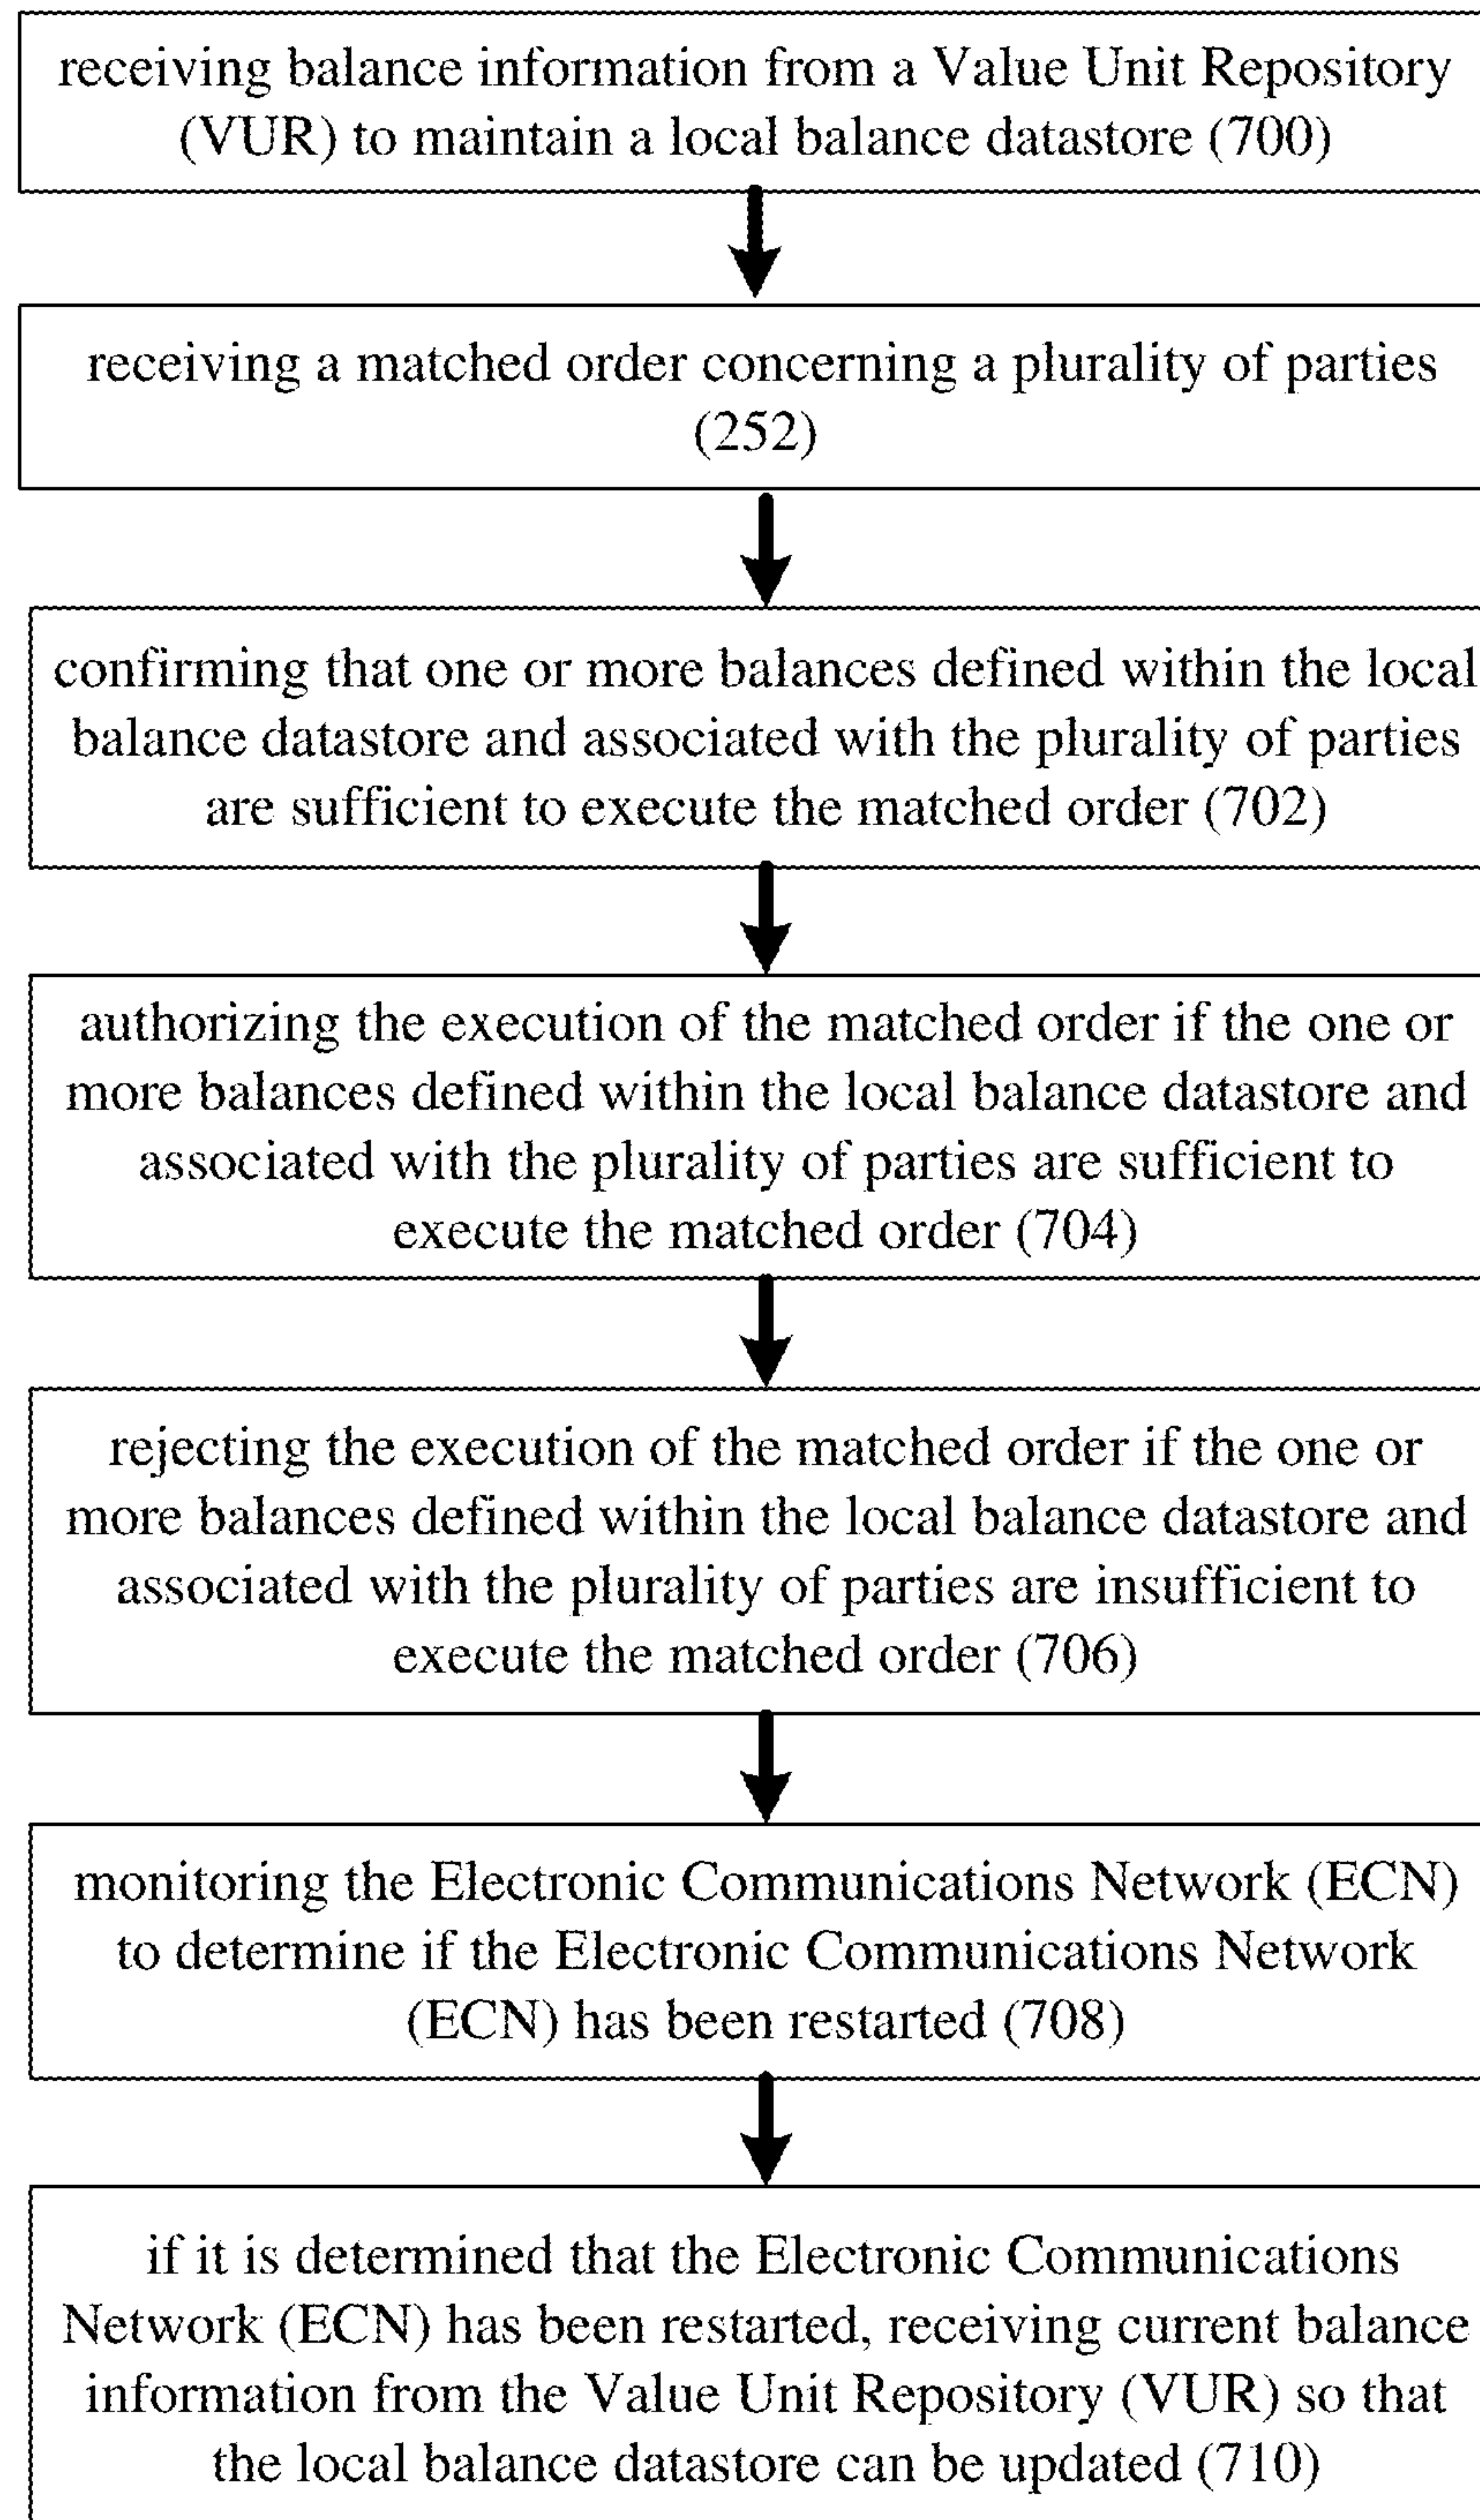 receiving balance information from a Value Unit Repository
(VUR) to maintain a local balance datastore (700)
receiving a matched order concerning a plurality of parties
(252)
confirming that one or more balances defined within the local
balance datastore and associated with the plurality of parties
are sufficient to execute the matched order (702)
authorizing the execution of the matched order if the one or
more balances defined within the local balance datastore and
associated with the plurality of parties are sufficient to
execute the matched order (704)
rejecting the execution of the matched order if the one or
more balances defined within the local balance datastore and
associated with the plurality of parties are insufficient to
execute the matched order (706)
monitoring the Electronic Communications Network (ECN)
to determine if the Electronic Communications Network
(ECN) has been restarted (708)
if it is determined that the Electronic Communications
Network (ECN) has been restarted, receiving current balance
information from the Value Unit Repository (VUR) so that
the local balance datastore can be updated (710)